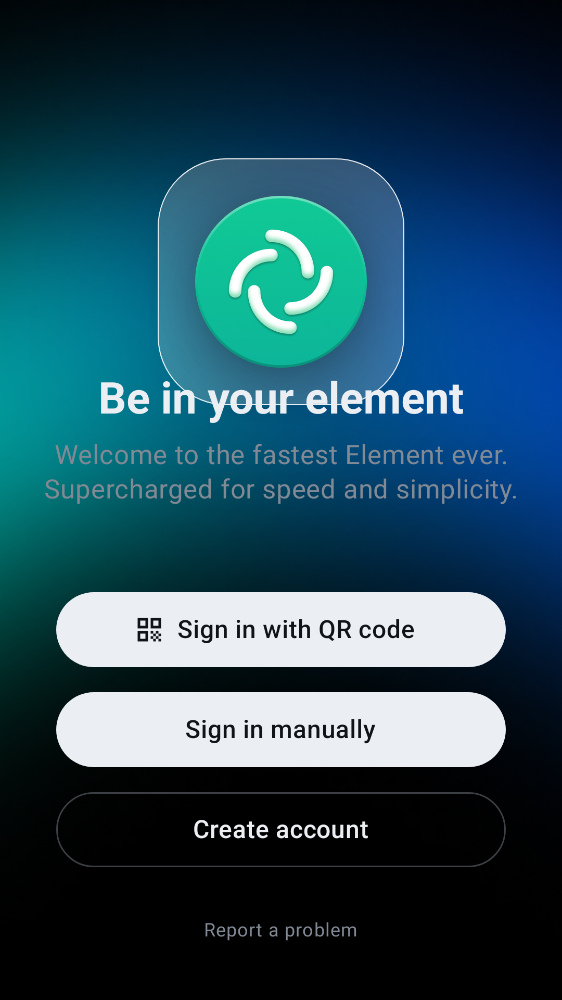 Be in your element
Welcome to the fastest Element ever.
Supercharged for speed and simplicity.
Sign in with QR code
Sign in manually
Create account
Report a problem